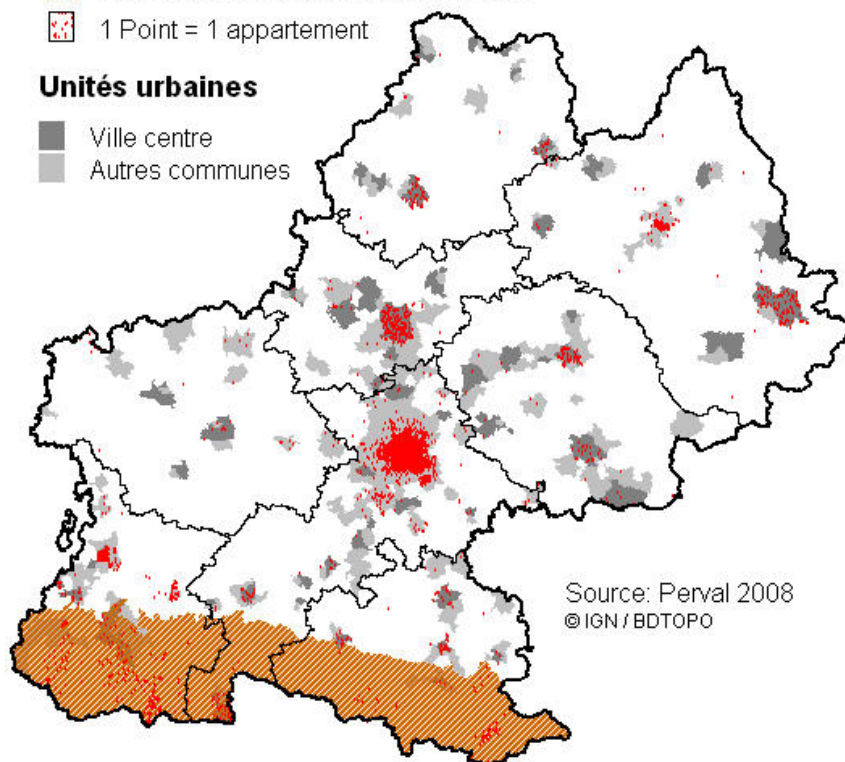 1 Point = 1 appartement
Unités urbaines
Ville centre
Autres communes
Source: Perval 2008
© IGN / BDTOPO